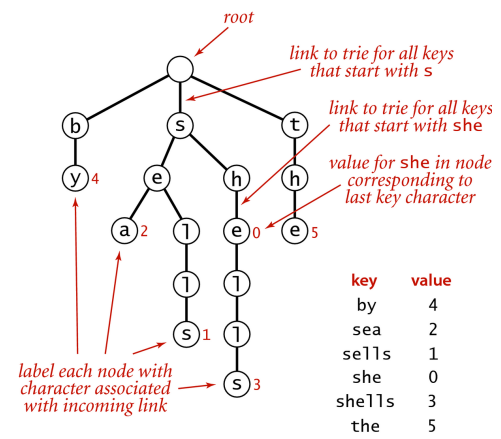 root
link to trie for all keys
that start with s
link to trie for all keys
that start with she
b s t
y 4 e h h
value for she in node
corresponding to
last key character
a 2 l e 0 e 5
l l
s 1 l
s 3
label each node with
character associated
with incoming link
key value
by 4
sea 2
sells 1
she 0
shells 3
the 5